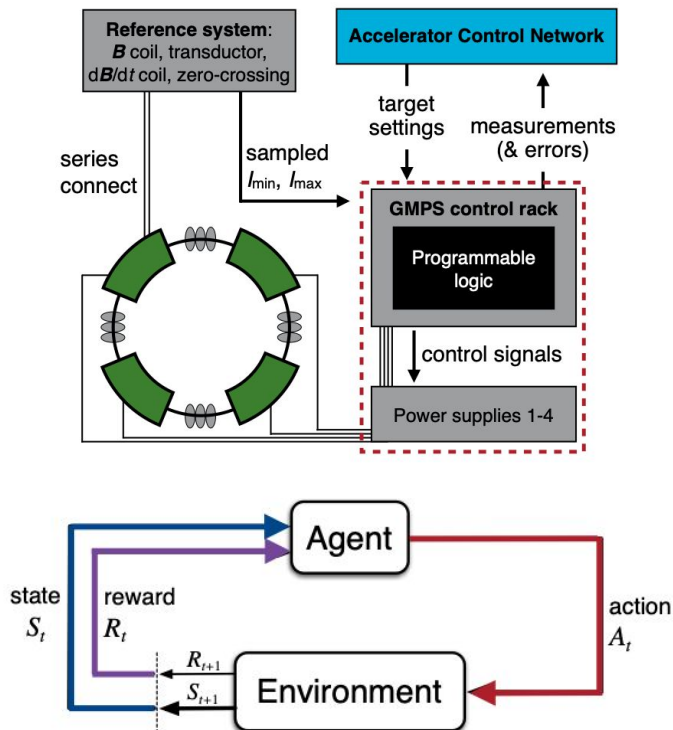 Reference system:
B coil, transductor,
dB/dt coil, zero-crossing
Accelerator Control Network
target
settings
measurements
(& errors)
series
connect
sampled
Imin, Imax
GMPS control rack
Programmable
logic
control signals
Power supplies 1-4
Agent
state
St
reward
Rt
action
At
Rt+1
St+1
Environment